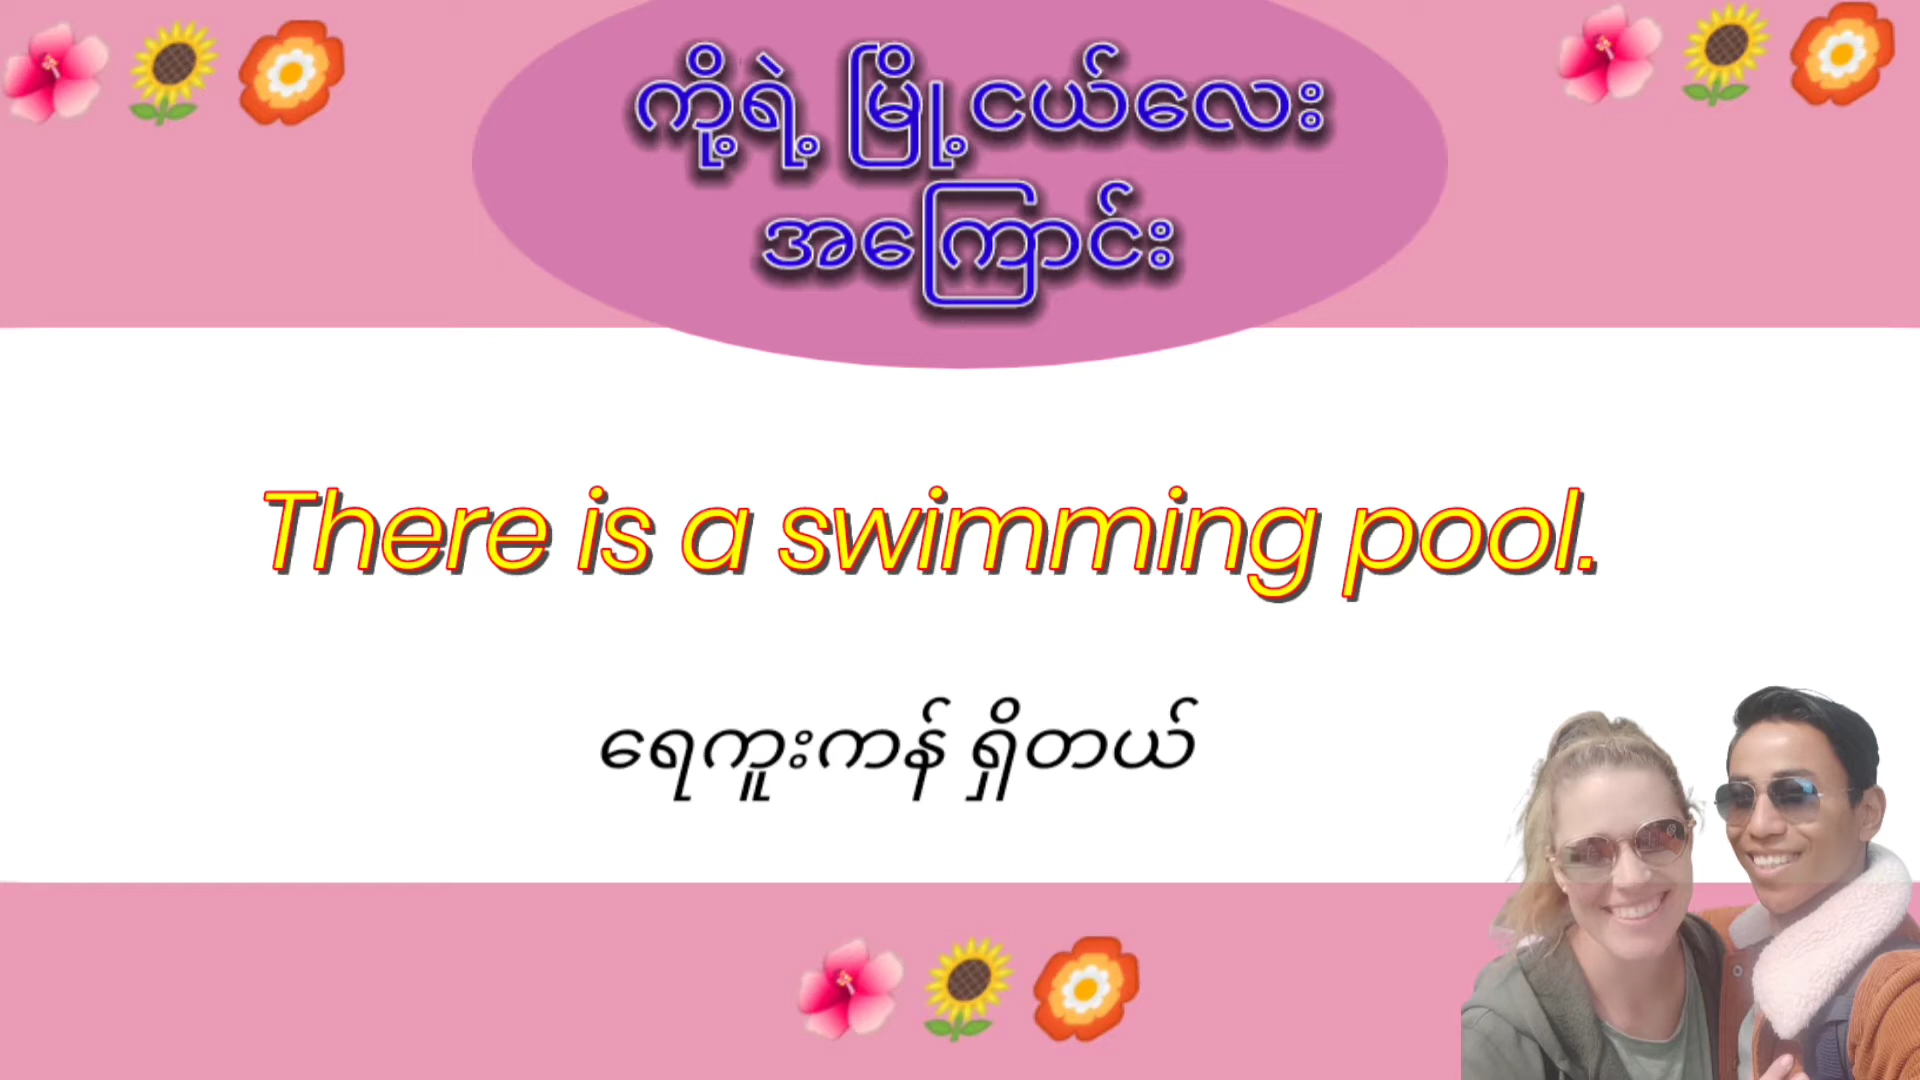 ကို့ရဲ့ မြို့ငယ်လေး
အကြောင်း
There is a swimming pool.
ရေကူးကန် ရှိတယ်